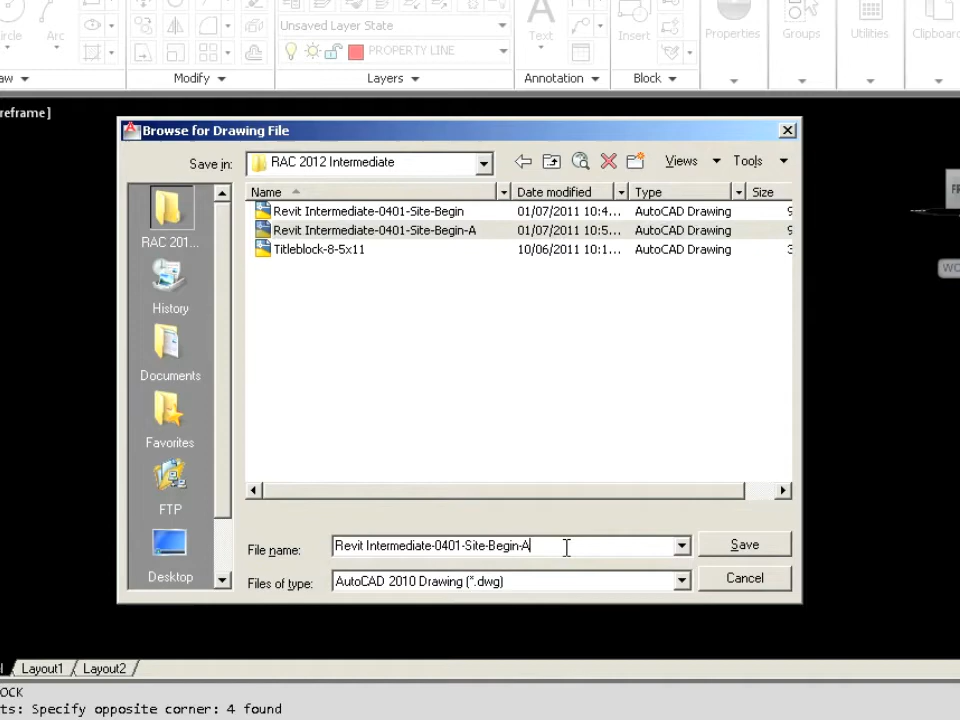 Arc
Unsaved Layer State
PROPERTY LINE
Text
Insert
Properties
Groups
Utilities
Modify
Layers
Annotation
Block
Browse for Drawing File
Save in:
RAC 2012 Intermediate
Views
Tools
Name
Date modified
Type
Size
Revit Intermediate-0401-Site-Begin
01/07/2011 10:4...
AutoCAD Drawing
Revit Intermediate-0401-Site-Begin-A
01/07/2011 10:5...
AutoCAD Drawing
Titleblock-8-5x11
10/06/2011 10:1...
AutoCAD Drawing
RAC 201...
History
Documents
Favorites
FTP
Desktop
File name:
Revit Intermediate-0401-Site-Begin-A
Save
Files of type:
AutoCAD 2010 Drawing (*.dwg)
Cancel
Layout1
Layout2
OCK
ts: Specify opposite corner: 4 found